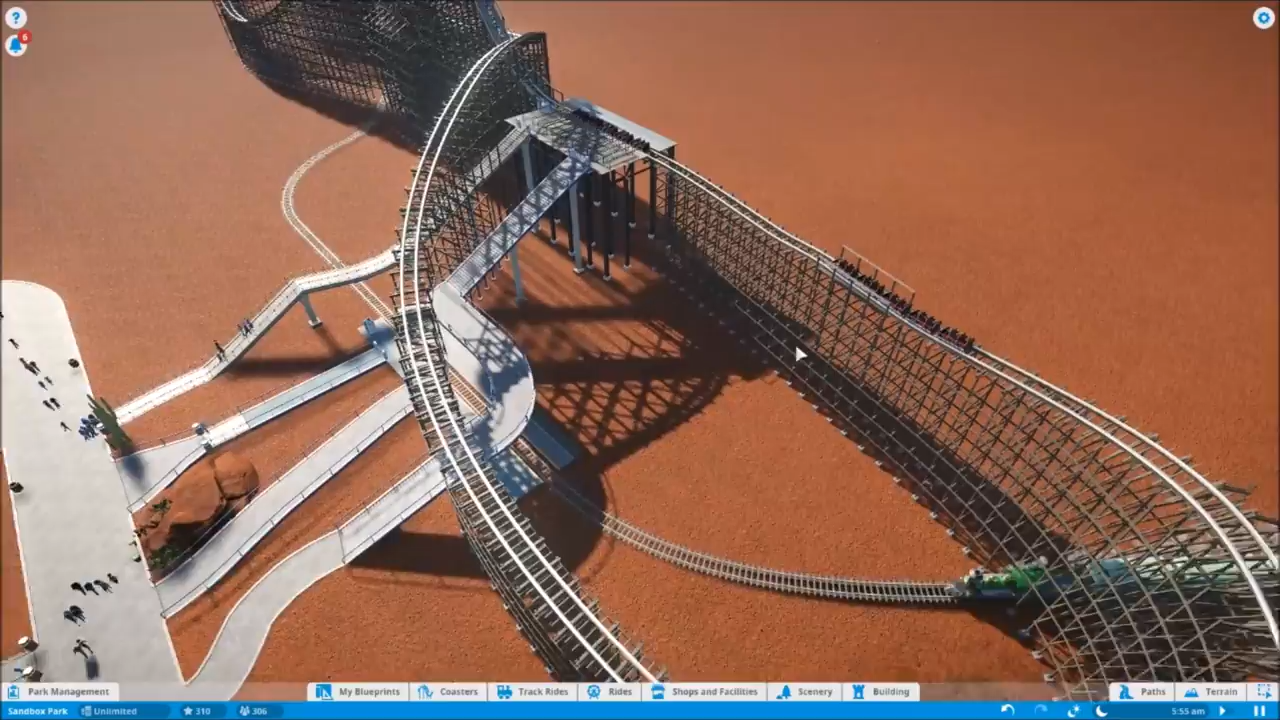 ?
6
Park Management
My Blueprints
Coasters
Track Rides
Rides
Shops and Facilities
Scenery
Building
Paths
Terrain
Sandbox Park
Unlimited
310
306
5:55 am